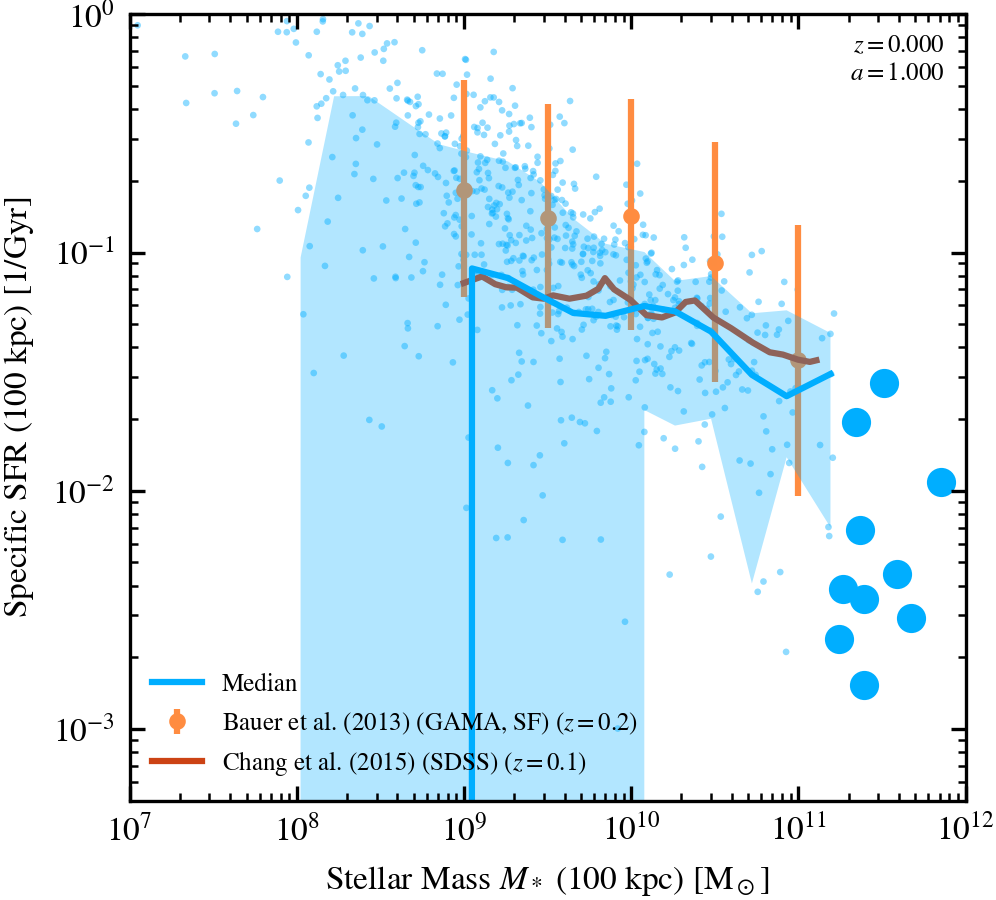 z = 0.000
a = 1.000
10^0
10^−1
10^−2
10^−3
Specific SFR (100 kpc) [1/Gyr]
Median
Bauer et al. (2013) (GAMA, SF) (z = 0.2)
Chang et al. (2015) (SDSS) (z = 0.1)
10^7 10^8 10^9 10^10 10^11 10^12
Stellar Mass M_* (100 kpc) [M_⊙]